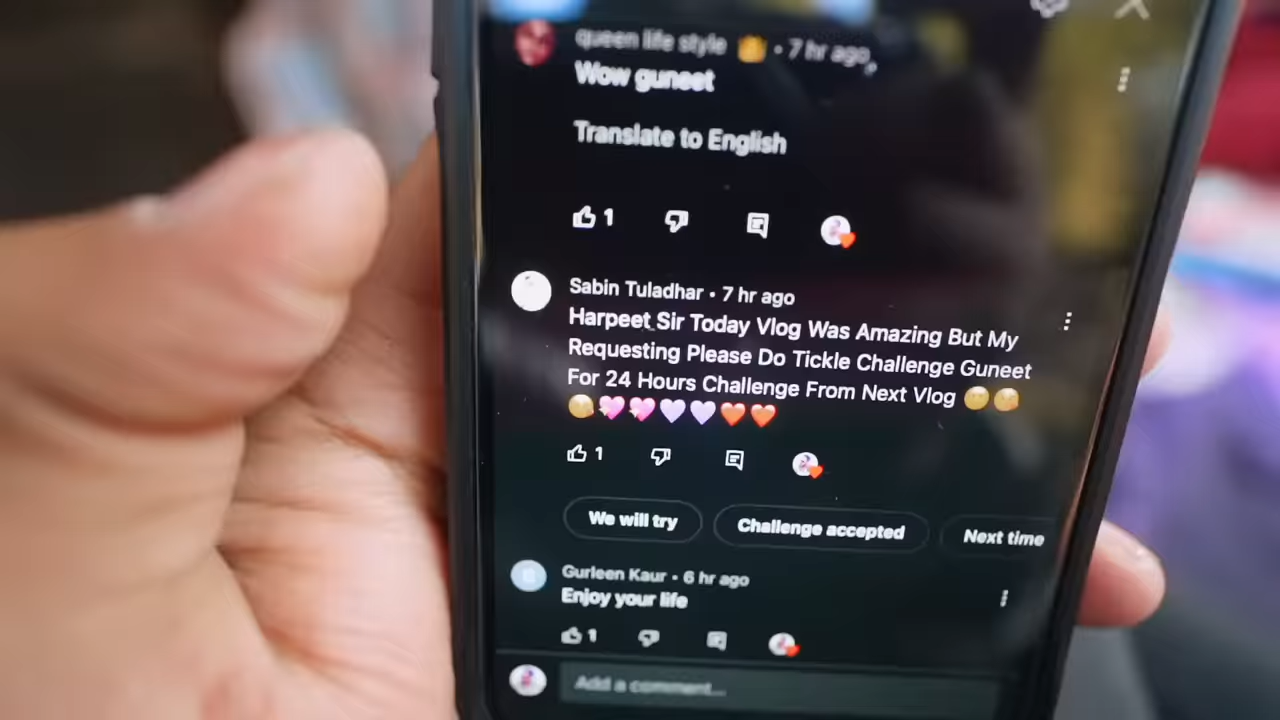 queen life style 👑 • 7 hr ago
Wow guneet
Translate to English
1
Sabin Tuladhar • 7 hr ago
Harpeet Sir Today Vlog Was Amazing But My
Requesting Please Do Tickle Challenge Guneet
For 24 Hours Challenge From Next Vlog
1
We will try
Challenge accepted
Next time
Gurleen Kaur • 6 hr ago
Enjoy your life
1
Add a comment...